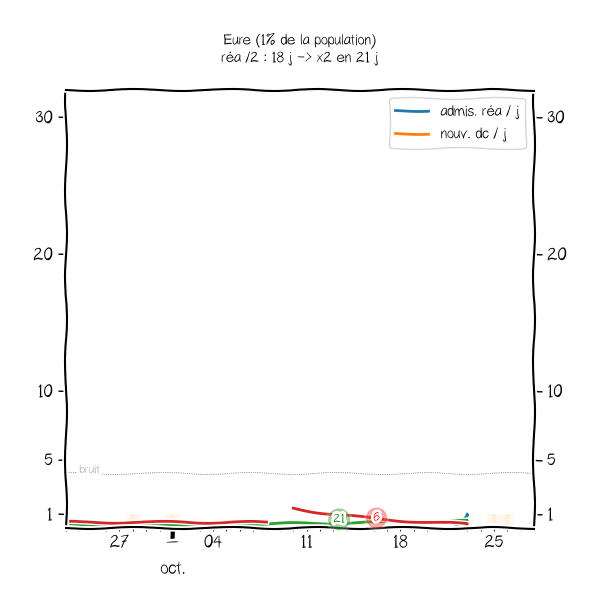 Eure (1% de la population)
réa /2 : 18 j -> x2 en 21 j
admis. réa / j
nouv. dc / j
30
30
20
20
10
10
5
5
bruit
1
1
21
6
27
04
11
18
25
oct.